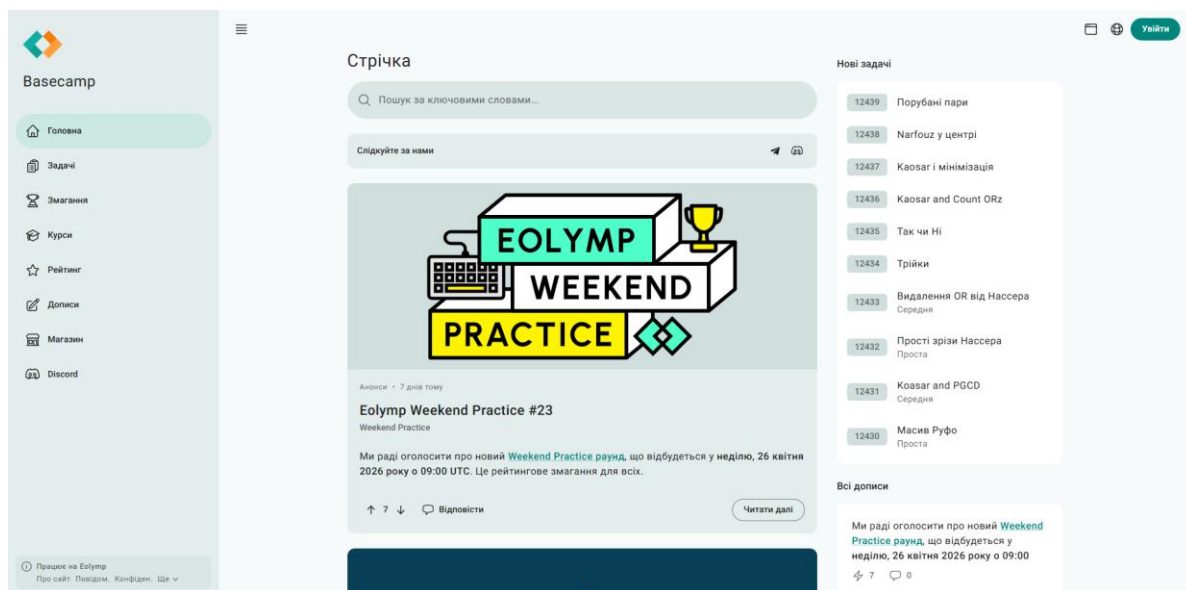 Basecamp
Головна
Задачі
Змагання
Курси
Рейтинг
Дописи
Магазин
Discord
Працює на Eolymp
Про сайт Повідом. Конфіден. Ще
Увійти
Стрічка
Пошук за ключовими словами...
Слідкуйте за нами
EOLYMP
WEEKEND
PRACTICE
Анонси • 7 днів тому
Eolymp Weekend Practice #23
Weekend Practice
Ми раді оголосити про новий Weekend Practice раунд, що відбудеться у неділю, 26 квітня
2026 року о 09:00 UTC. Це рейтингове змагання для всіх.
7 Відповісти Читати далі
Нові задачі
12439 Порубані пари
12438 Narfouz у центрі
12437 Kaosar і мінімізація
12436 Kaosar and Count ORz
12435 Так чи Ні
12434 Трійки
12433 Видалення OR від Нассера
Середня
12432 Прості зрізи Нассера
Проста
12431 Koasar and PGCD
Середня
12430 Масив Руфо
Проста
Всі дописи
Ми раді оголосити про новий Weekend
Practice раунд, що відбудеться у
неділю, 26 квітня 2026 року о 09:00
7 0